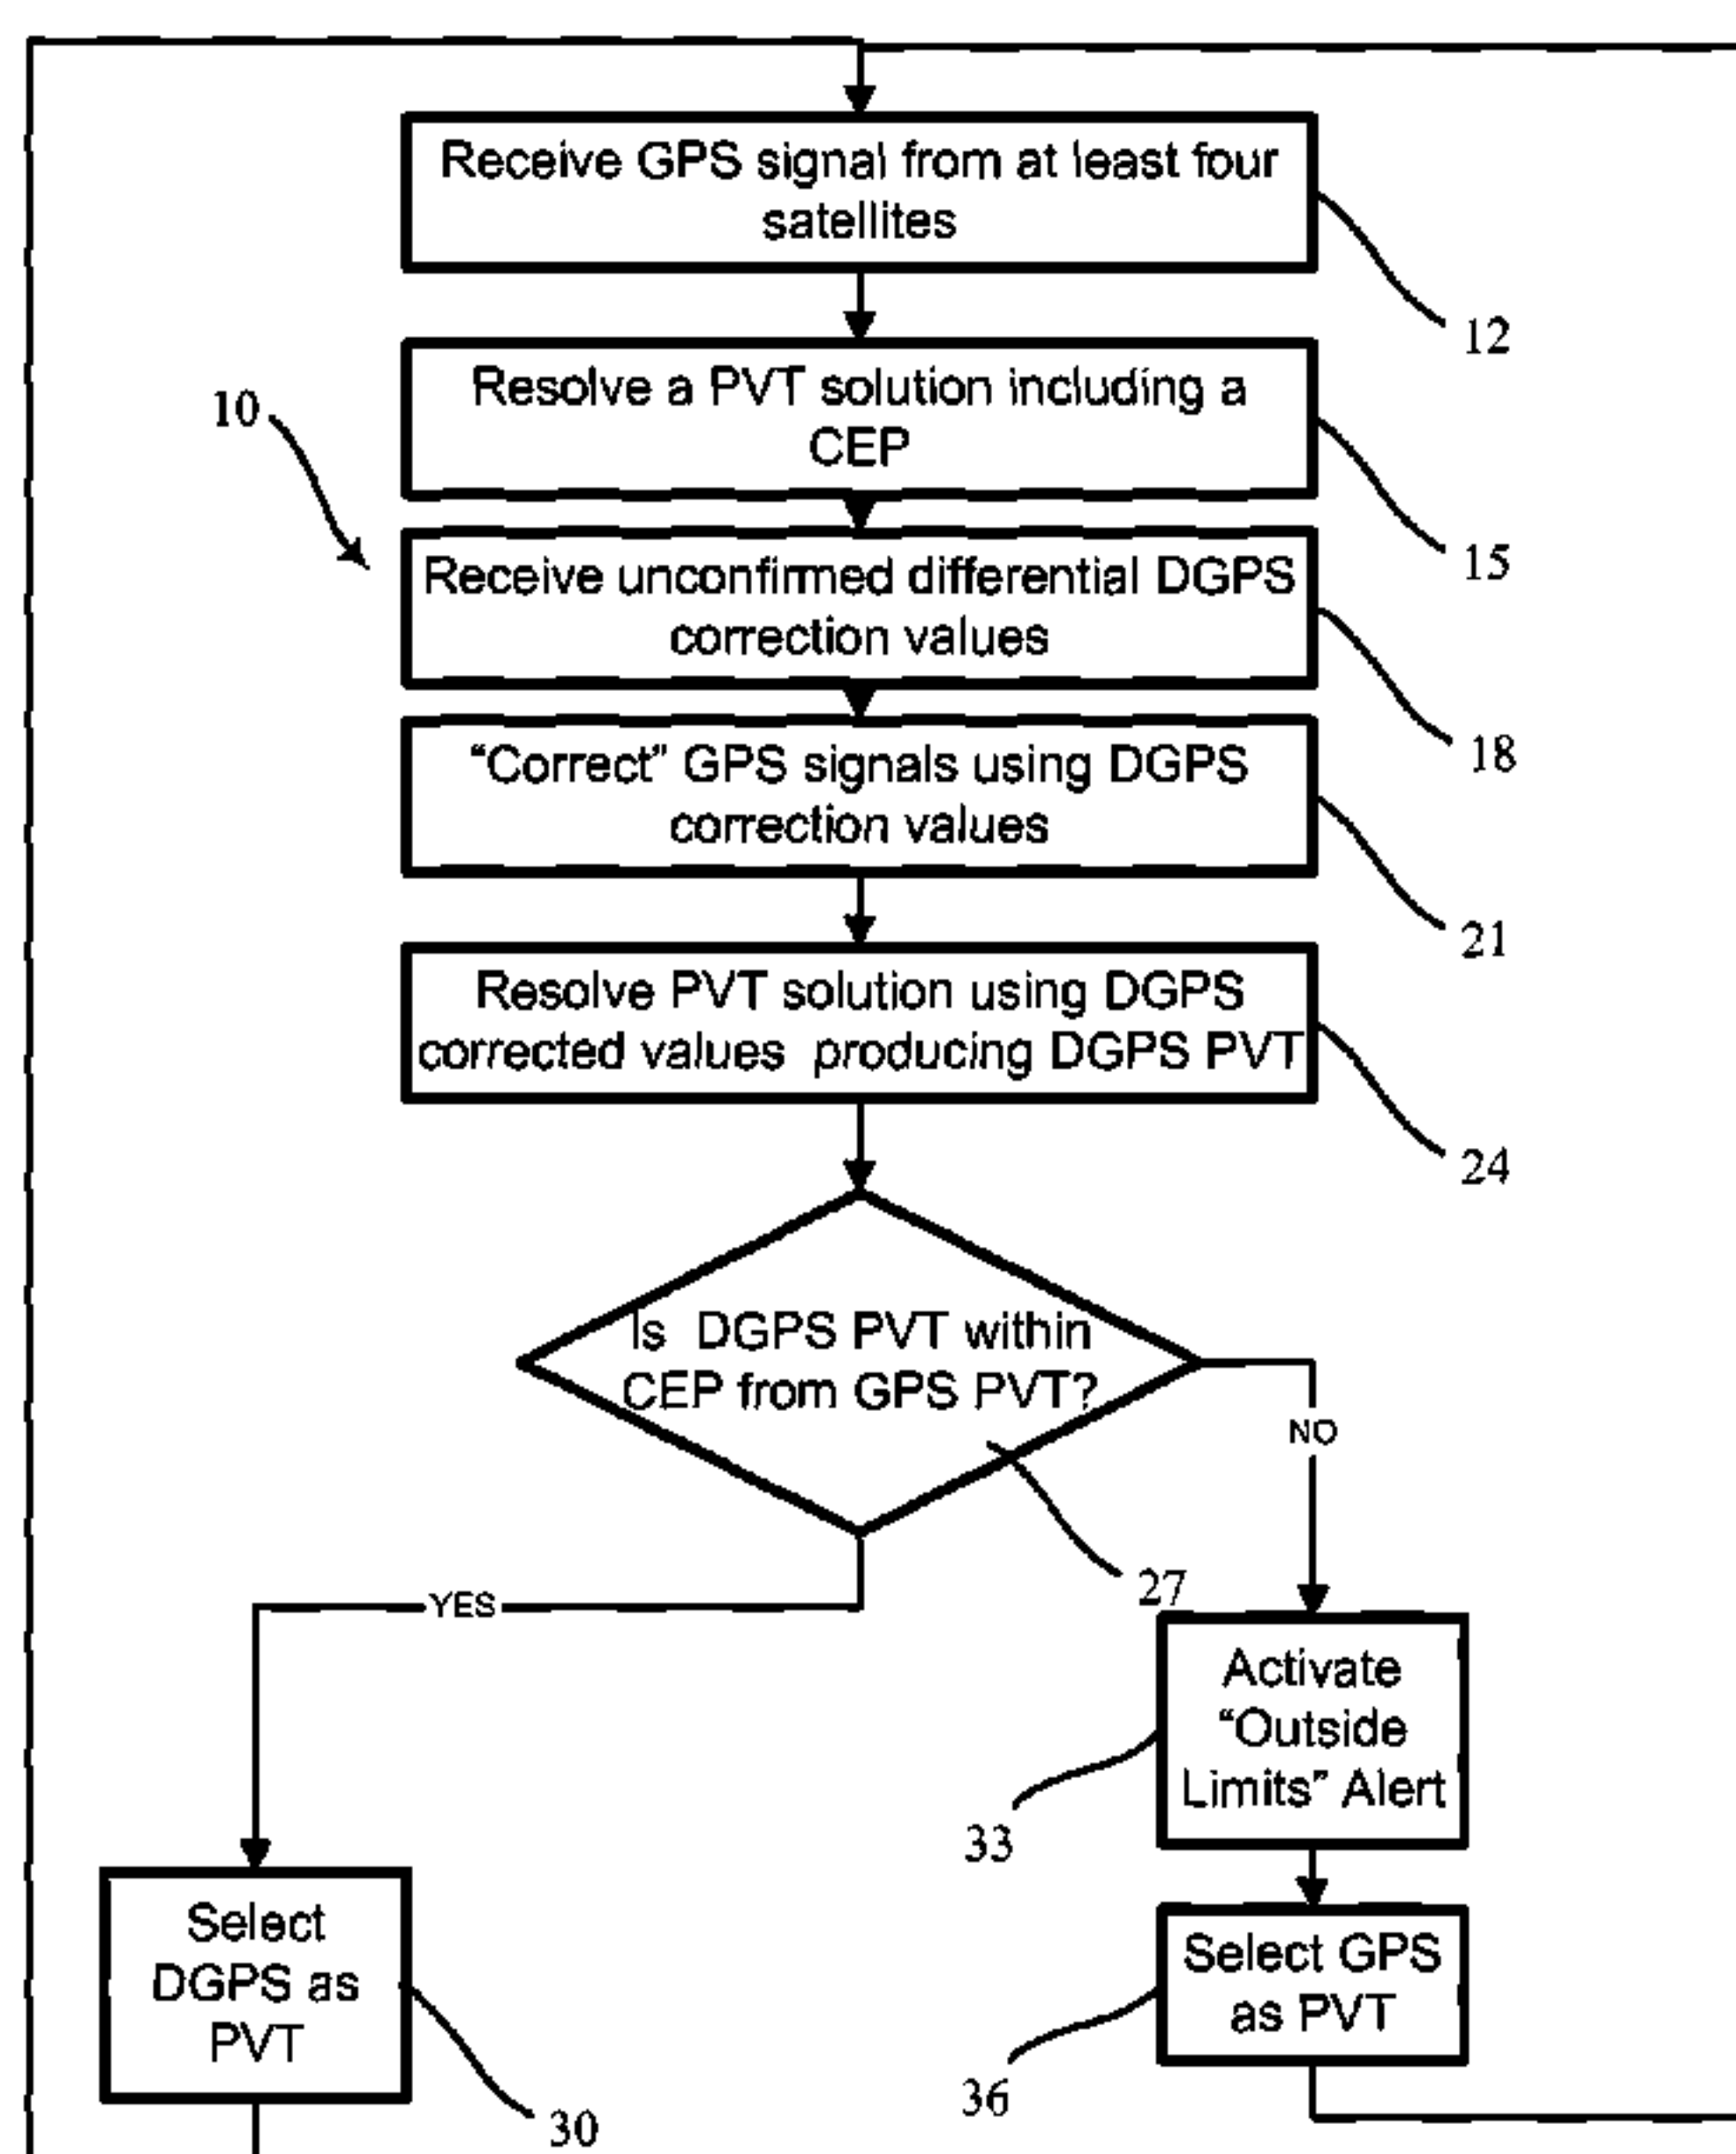 Receive GPS signal from at least four
satellites
12
Resolve a PVT solution including a
CEP
10
15
Receive unconfirmed differential DGPS
correction values
18
“Correct” GPS signals using DGPS
correction values
21
Resolve PVT solution using DGPS
corrected values producing DGPS PVT
24
Is DGPS PVT within
CEP from GPS PVT?
NO
27
YES
Activate
“Outside
Limits” Alert
33
Select
DGPS as
PVT
30
Select GPS
as PVT
36